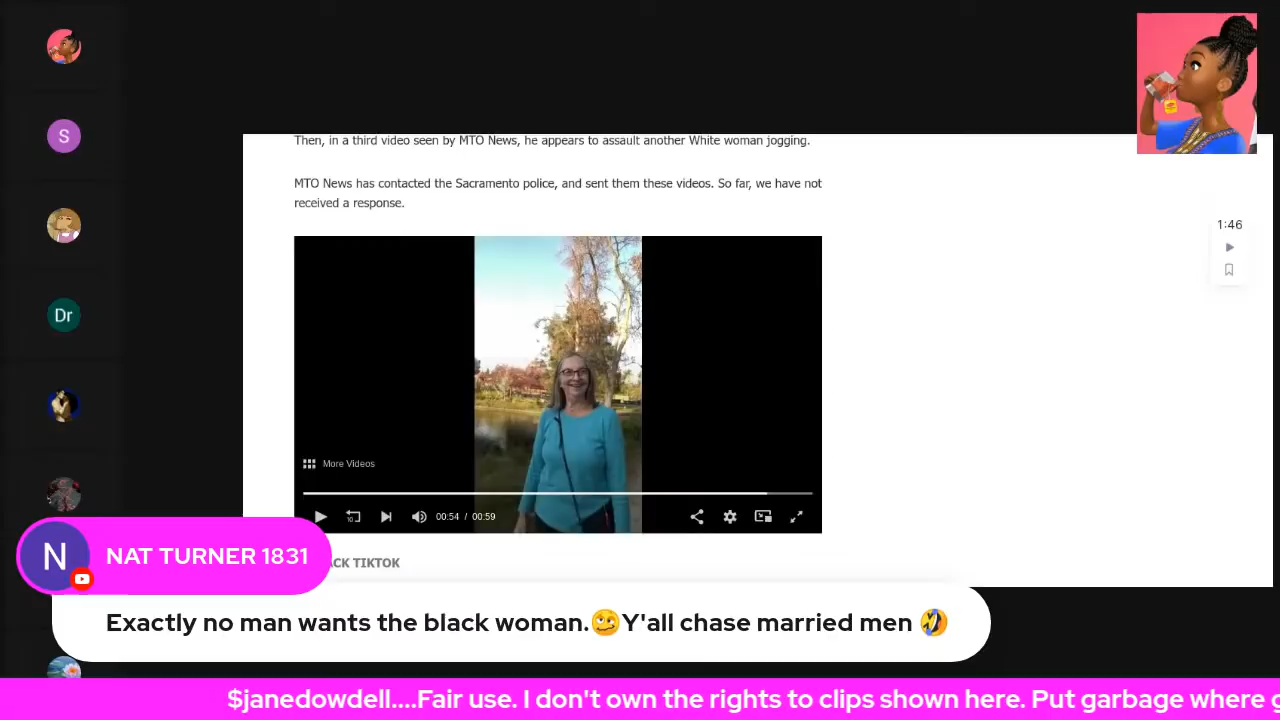 S
Dr
Then, in a third video seen by MTO News, he appears to assault another White woman jogging.
MTO News has contacted the Sacramento police, and sent them these videos. So far, we have not
received a response.
1:46
More Videos
10
00:54 / 00:59
ACK TIKTOK
N
NAT TURNER 1831
Exactly no man wants the black woman.🥴Y'all chase married men 🤣
$janedowdell....Fair use. I don't own the rights to clips shown here. Put garbage where g